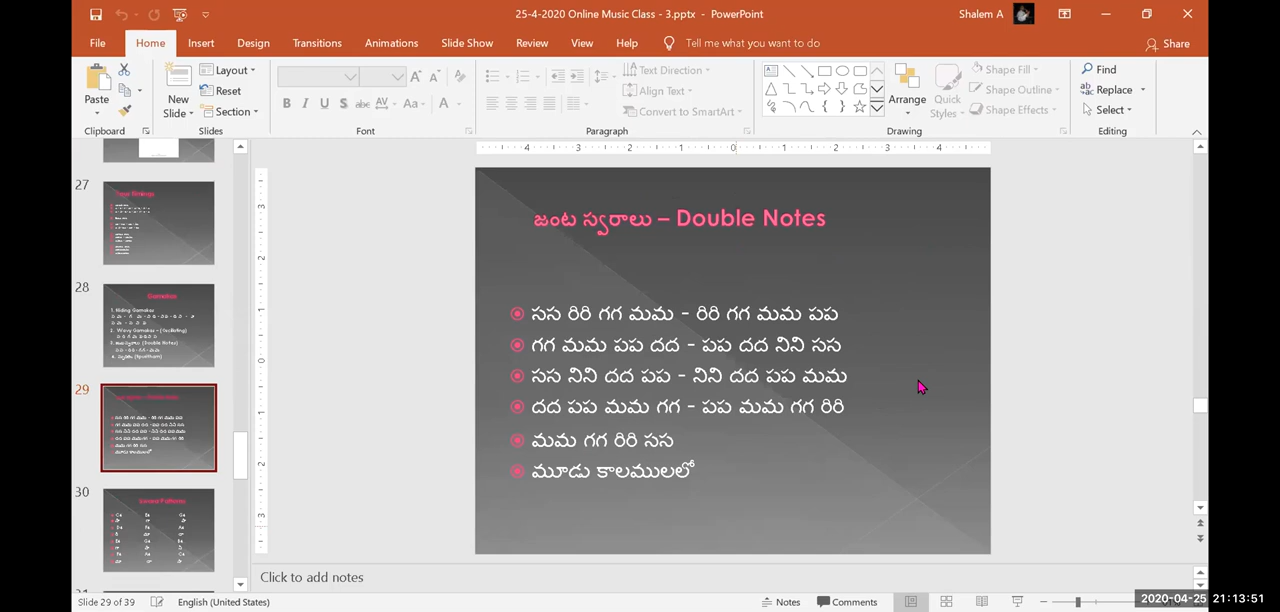 25-4-2020 Online Music Class - 3.pptx - PowerPoint
Shalem A
File Home Insert Design Transitions Animations Slide Show Review View Help Tell me what you want to do Share
Paste
New Slide
Layout
Reset
Section
B I U S abc AV Aa A
Text Direction
Align Text
Convert to SmartArt
Arrange
Quick Styles
Shape Fill
Shape Outline
Shape Effects
Find
Replace
Select
Clipboard Slides Font Paragraph Drawing Editing
27
28
Gamakas
29
30
జంట స్వరాలు – Double Notes
సస రిరి గగ మమ - రిరి గగ మమ పప
గగ మమ పప దద - పప దద నిని సస
సస నిని దద పప - నిని దద పప మమ
దద పప మమ గగ - పప మమ గగ రిరి
మమ గగ రిరి సస
మూడు కాలములలో
Click to add notes
Slide 29 of 39 English (United States) Notes Comments
2020-04-25 21:13:51